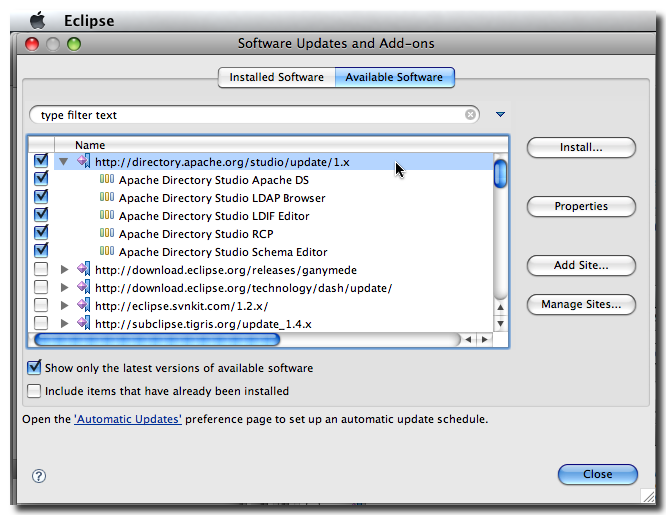 Eclipse
Software Updates and Add-ons
Installed Software Available Software
type filter text
Name
http://directory.apache.org/studio/update/1.x
Install...
Apache Directory Studio Apache DS
Apache Directory Studio LDAP Browser
Properties
Apache Directory Studio LDIF Editor
Apache Directory Studio RCP
Apache Directory Studio Schema Editor
Add Site...
http://download.eclipse.org/releases/ganymede
http://download.eclipse.org/technology/dash/update/
http://eclipse.svnkit.com/1.2.x/
Manage Sites...
http://subclipse.tigris.org/update_1.4.x
Show only the latest versions of available software
Include items that have already been installed
Open the 'Automatic Updates' preference page to set up an automatic update schedule.
?
Close